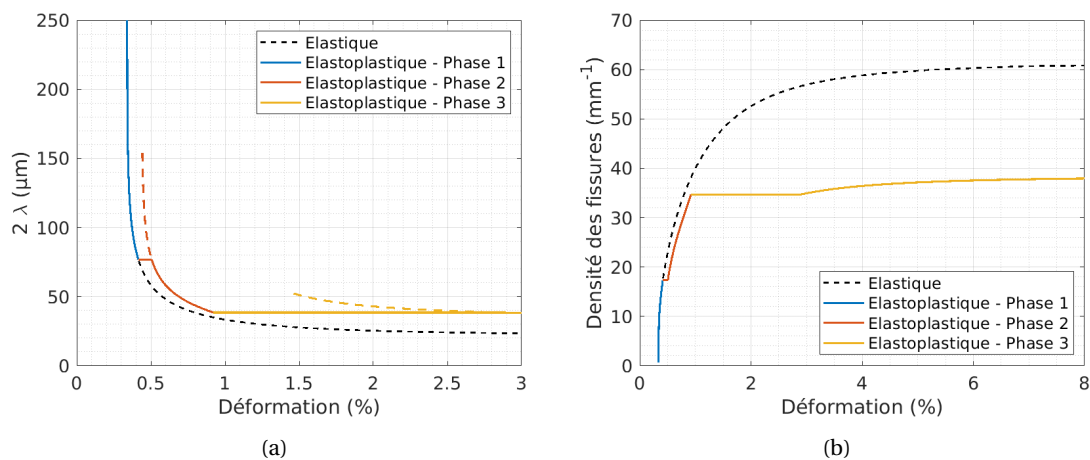 250
200
150
100
50
0
0
0.5
1
1.5
2
2.5
3
2 λ (µm)
Déformation (%)
Elastique
Elastoplastique - Phase 1
Elastoplastique - Phase 2
Elastoplastique - Phase 3
(a)
70
60
50
40
30
20
10
0
0
2
4
6
8
Densité des fissures (mm⁻¹)
Déformation (%)
Elastique
Elastoplastique - Phase 1
Elastoplastique - Phase 2
Elastoplastique - Phase 3
(b)